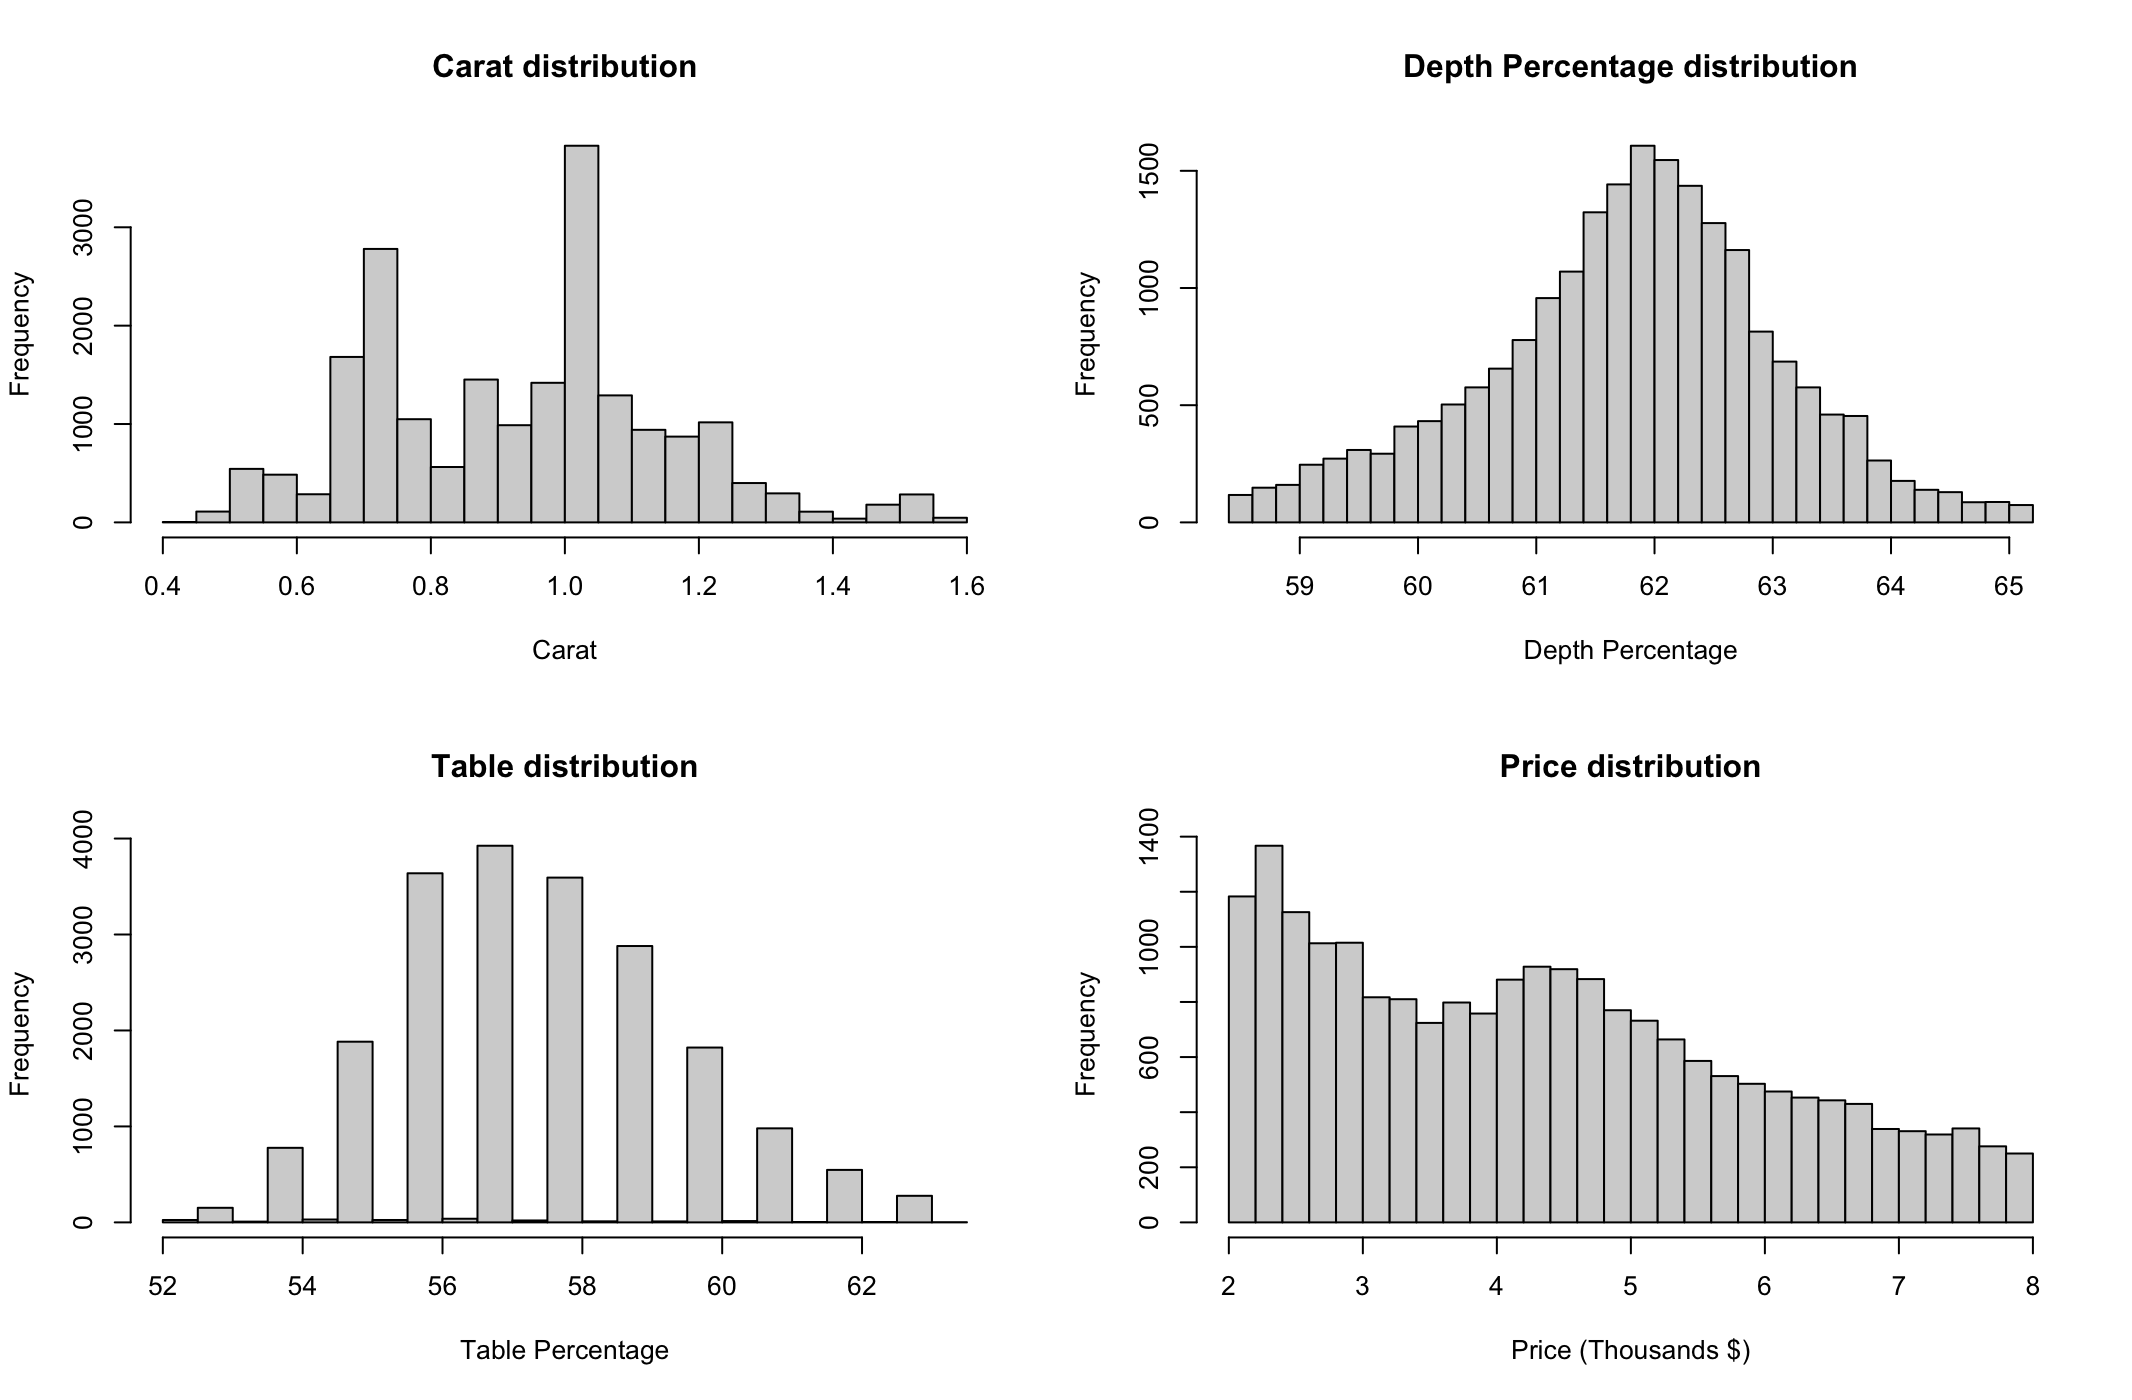 Carat distribution
Frequency
0 1000 2000 3000
0.4 0.6 0.8 1.0 1.2 1.4 1.6
Carat
Depth Percentage distribution
Frequency
0 500 1000 1500
59 60 61 62 63 64 65
Depth Percentage
Table distribution
Frequency
0 1000 2000 3000 4000
52 54 56 58 60 62
Table Percentage
Price distribution
Frequency
0 200 600 1000 1400
2 3 4 5 6 7 8
Price (Thousands $)